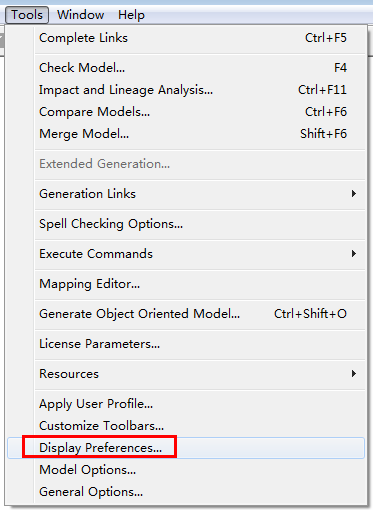 Tools Window Help
Complete Links Ctrl+F5
Check Model... F4
Impact and Lineage Analysis... Ctrl+F11
Compare Models... Ctrl+F6
Merge Model... Shift+F6
Extended Generation...
Generation Links
Spell Checking Options...
Execute Commands
Mapping Editor...
Generate Object Oriented Model... Ctrl+Shift+O
License Parameters...
Resources
Apply User Profile...
Customize Toolbars...
Display Preferences...
Model Options...
General Options...